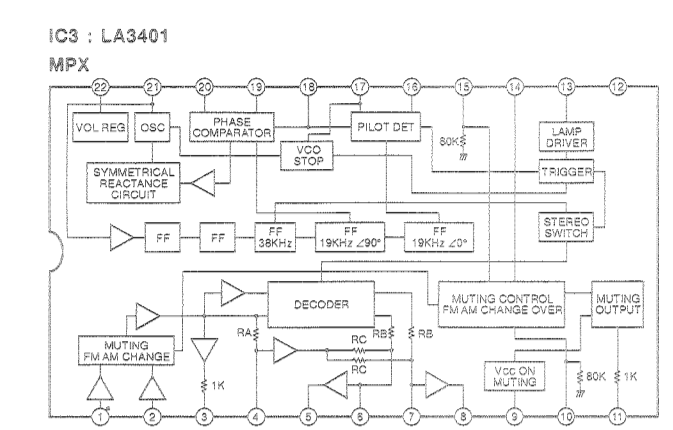 IC3 : LA3401
MPX
22 21 20 19 18 17 16 15 14 13 12
VOL REG
OSC
PHASE
COMPARATOR
PILOT DET
LAMP
DRIVER
60K
VCO
STOP
SYMMETRICAL
REACTANCE
CIRCUIT
TRIGGER
STEREO
SWITCH
FF
FF
FF
38KHz
FF
19KHz ∠90°
FF
19KHz ∠0°
DECODER
MUTING CONTROL
FM AM CHANGE OVER
MUTING
OUTPUT
RA
RB
RB
RC
RC
MUTING
FM AM CHANGE
1K
Vcc ON
MUTING
80K
1K
1 2 3 4 5 6 7 8 9 10 11